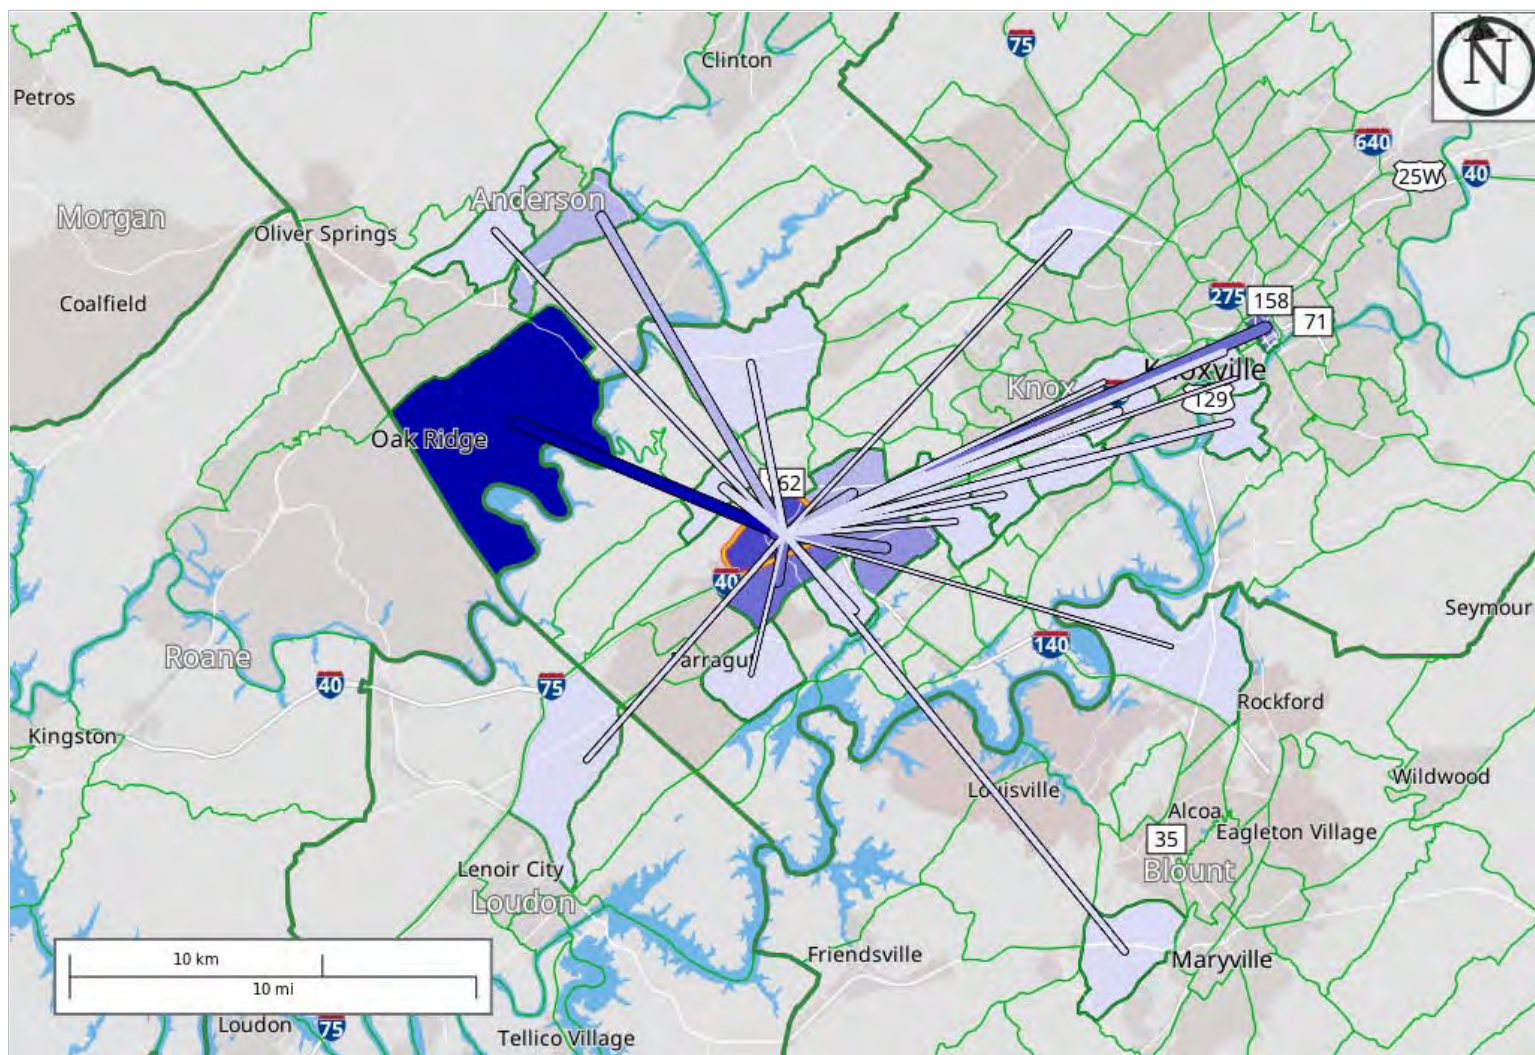 75
Clinton
N
Petros
640
25W
40
Anderson
Morgan
Oliver Springs
275
158
Coalfield
71
Knoxville
Knox
129
Oak Ridge
62
40
Seymour
Roane
140
Farragut
40
75
Rockford
Kingston
Wildwood
Louisville
Alcoa
Eagleton Village
35
Lenoir City
Blount
Loudon
10 km
Friendsville
Maryville
10 mi
Loudon
75
Tellico Village